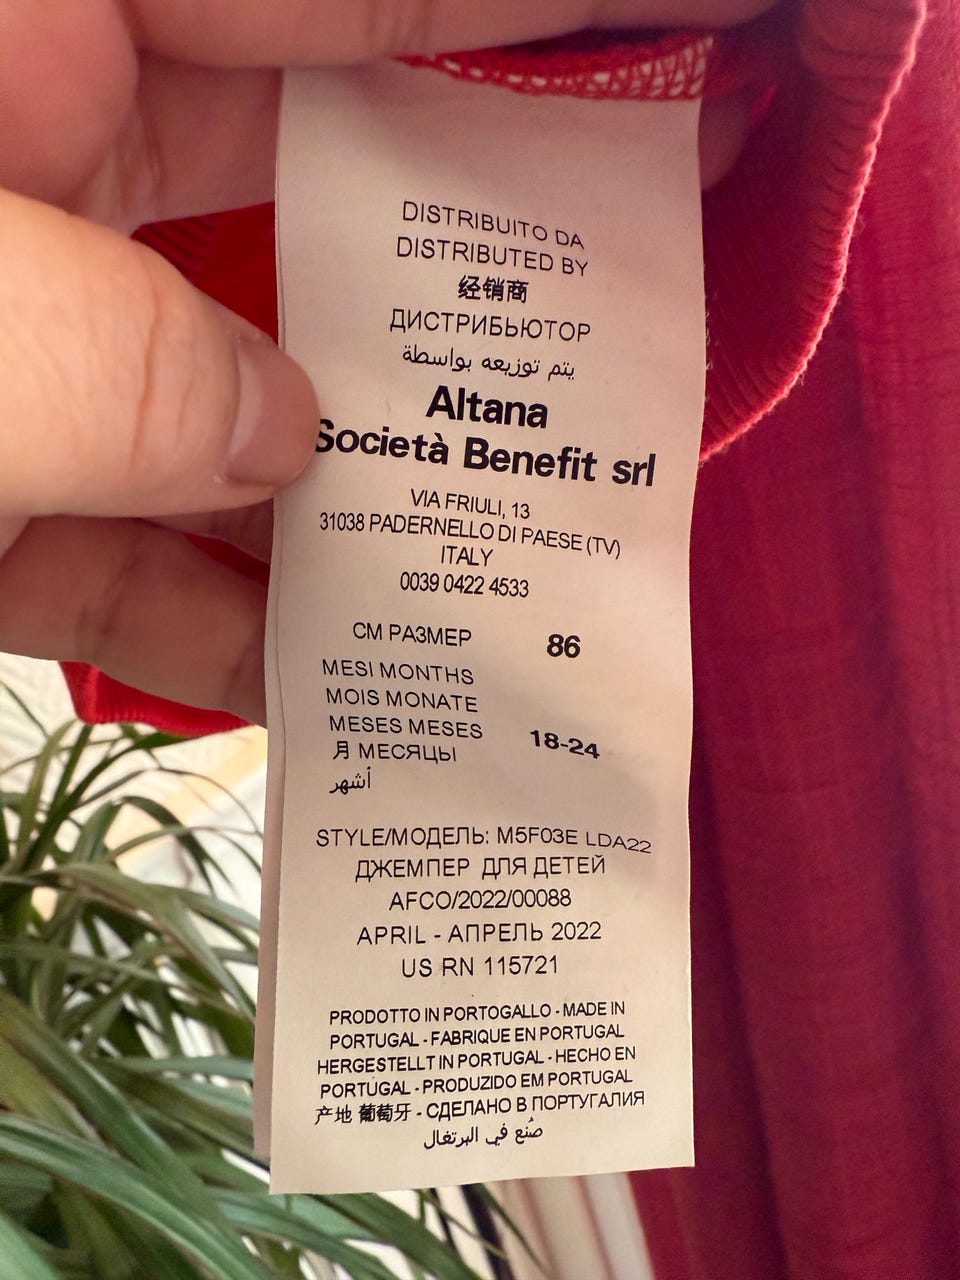 DISTRIBUITO DA
DISTRIBUTED BY
经销商
ДИСТРИБЬЮТОР
يتم توزيعه بواسطة
Altana
Società Benefit srl
VIA FRIULI, 13
31038 PADERNELLO DI PAESE (TV)
ITALY
0039 0422 4533
CM РАЗМЕР 86
MESI MONTHS
MOIS MONATE
MESES MESES 18-24
月 МЕСЯЦЫ
أشهر
STYLE/МОДЕЛЬ: M5F03E LDA22
ДЖЕМПЕР ДЛЯ ДЕТЕЙ
AFCO/2022/00088
APRIL - АПРЕЛЬ 2022
US RN 115721
PRODOTTO IN PORTOGALLO - MADE IN
PORTUGAL - FABRIQUE EN PORTUGAL
HERGESTELLT IN PORTUGAL - HECHO EN
PORTÚGAL - PRODUZIDO EM PORTUGAL
产地 葡萄牙 - СДЕЛАНО В ПОРТУГАЛИЯ
صُنع في البرتغال